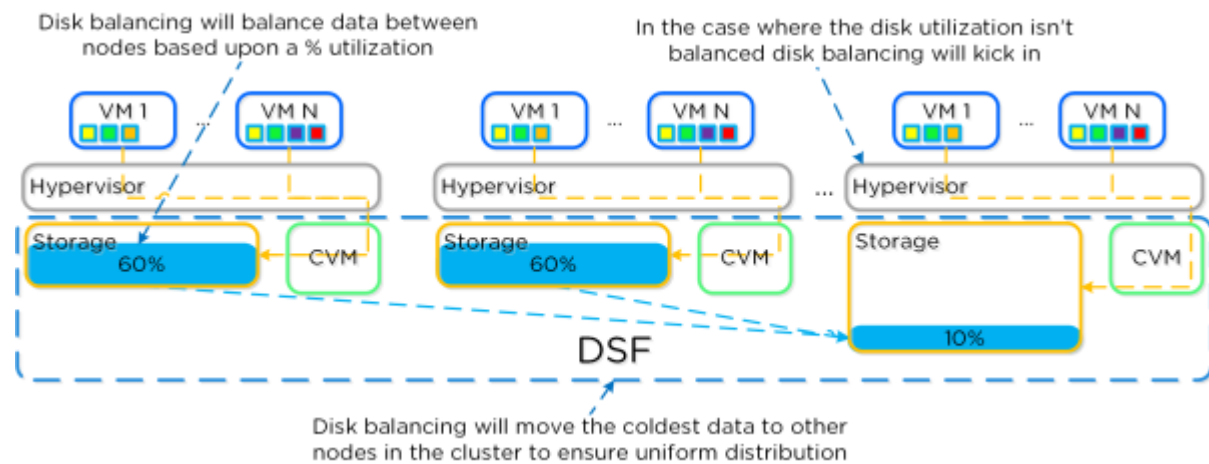 Disk balancing will balance data between
nodes based upon a % utilization
In the case where the disk utilization isn't
balanced disk balancing will kick in
VM 1
...
VM N
VM 1
...
VM N
VM 1
...
VM N
Hypervisor
Hypervisor
...
Hypervisor
Storage
60%
CVM
Storage
60%
CVM
Storage
10%
CVM
DSF
Disk balancing will move the coldest data to other
nodes in the cluster to ensure uniform distribution